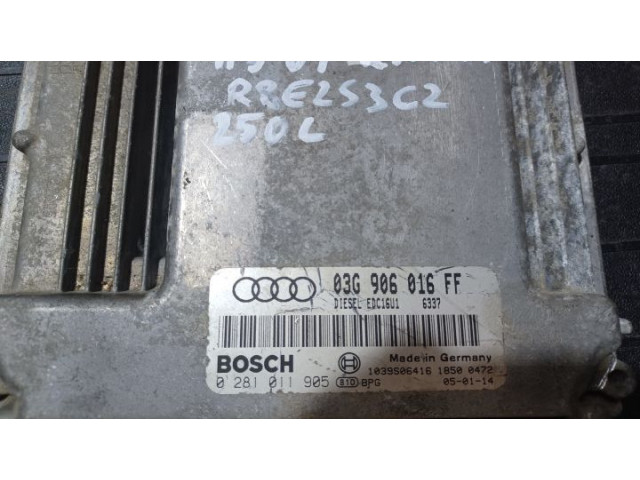 RREZS3C2
250L
03G 906 016 FF
DIESEL EDC16U1 6337
BOSCH
Made in Germany
1039S06416 1850 0472
0 281 011 905 BPG
05-01-14